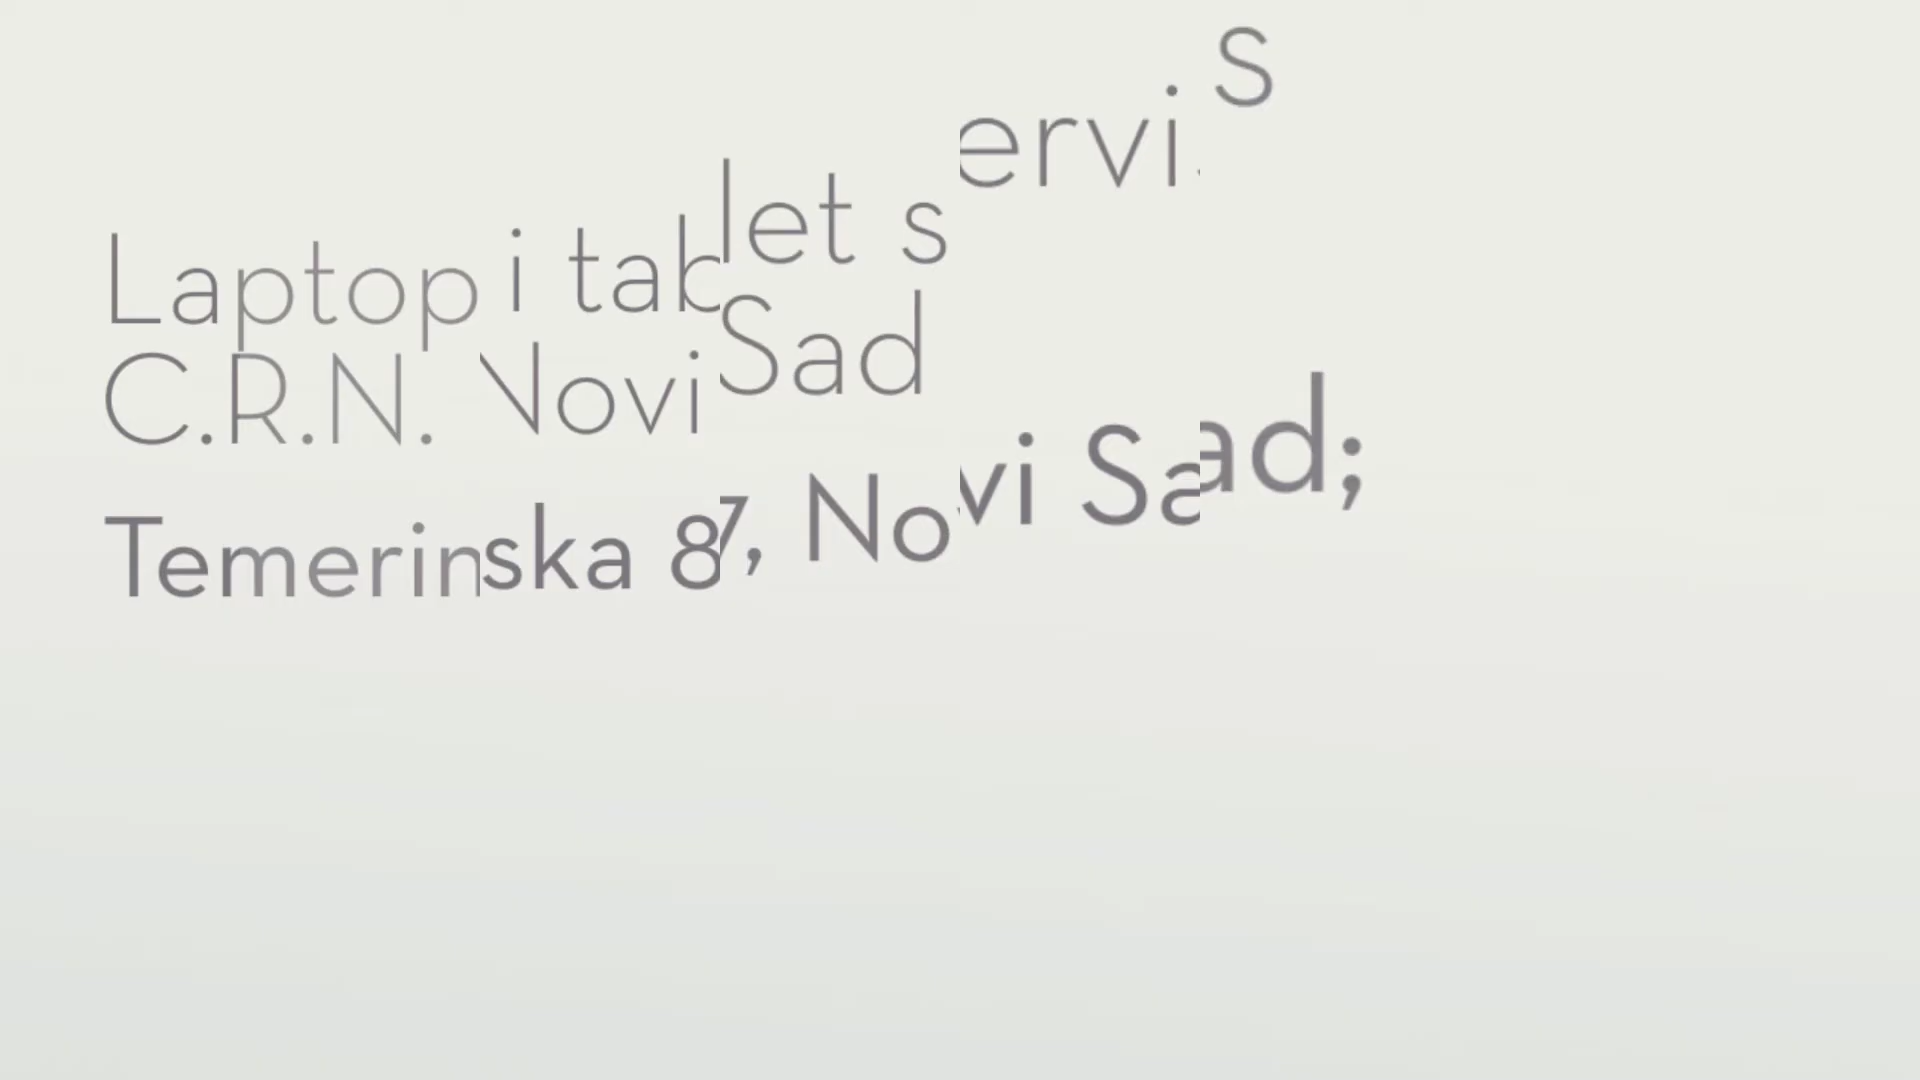 Laptop i tablet servis
C.R.N. Novi Sad
Temerinska 87, Novi Sad;